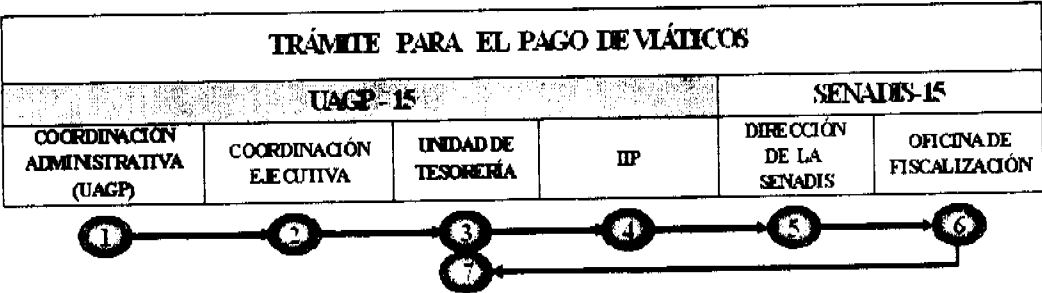 TRÁMITE PARA EL PAGO DE VIÁTICOS
UAGP - 15
SENADIS-15
COORDINACIÓN
ADMINISTRATIVA
(UAGP)
COORDINACIÓN
EJECUTIVA
UNIDAD DE
TESORERÍA
IIP
DIRECCIÓN
DE LA
SENADIS
OFICINA DE
FISCALIZACIÓN
1 2 3 4 5 6
7